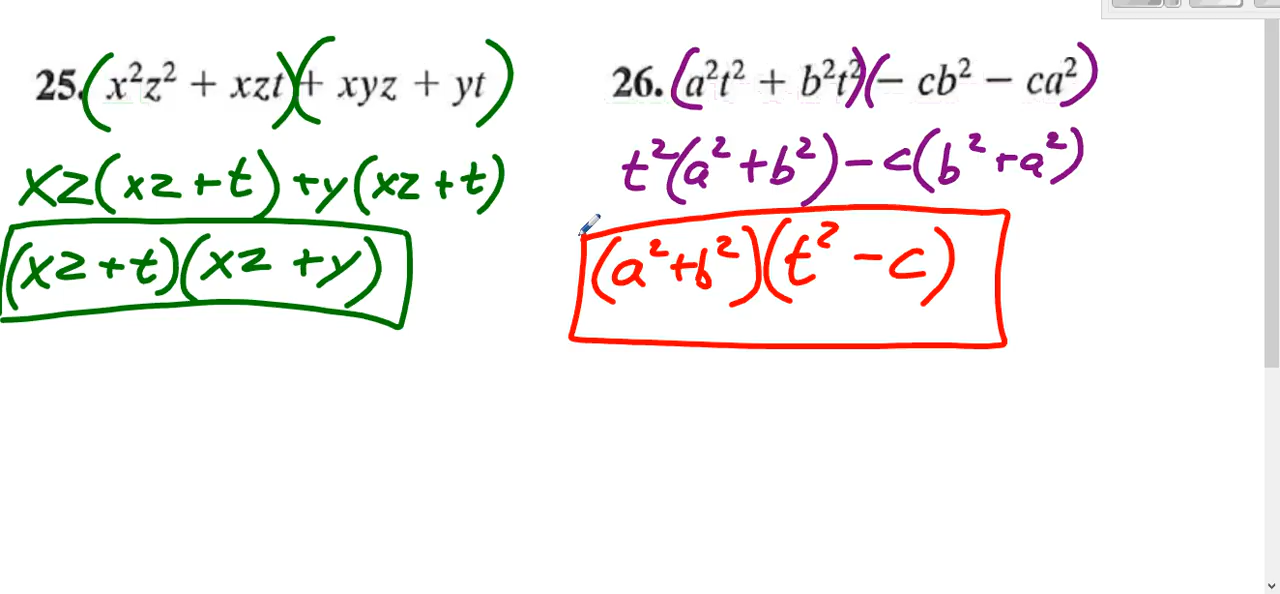 25. (x²z² + xzt)(+ xyz + yt)
xz(xz+t)+y(xz+t)
(xz+t)(xz+y)
26. (a²t² + b²t²)(− cb² − ca²)
t²(a²+b²)−c(b²+a²)
(a²+b²)(t²−c)